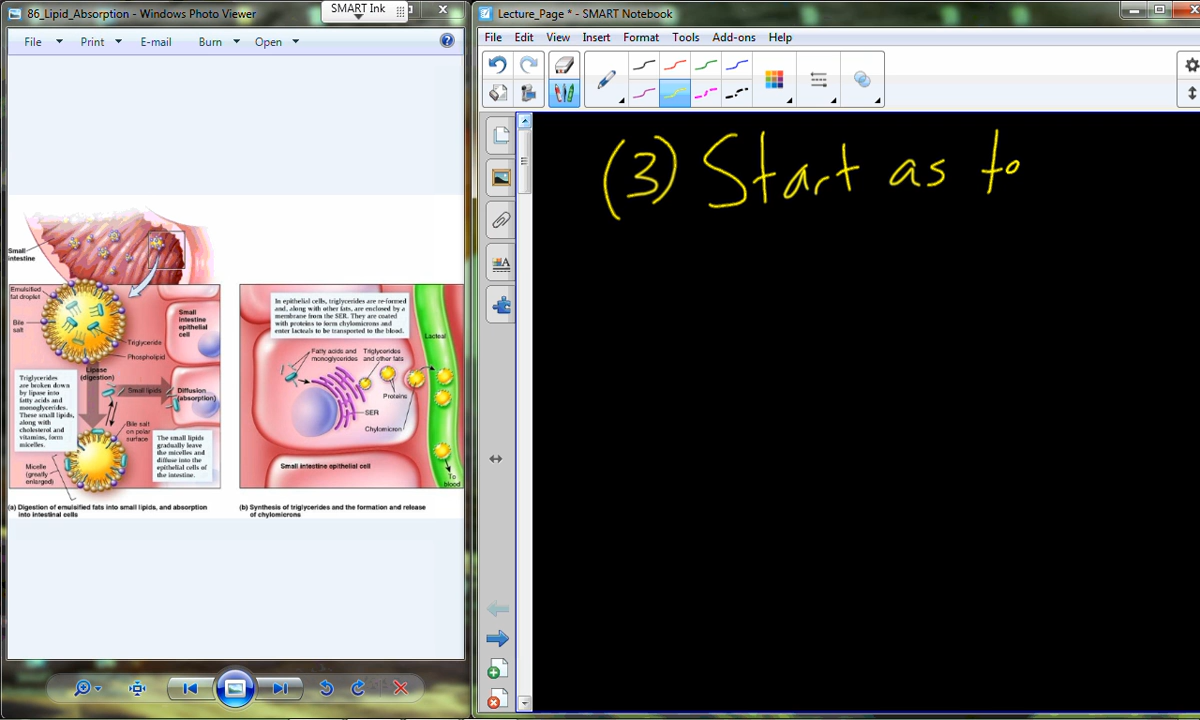 86_Lipid_Absorption - Windows Photo Viewer
SMART Ink
File Print E-mail Burn Open
Small
intestine
Emulsified
fat droplet
Bile
salt
Small
intestine
epithelial
cell
Triglyceride
Phospholipid
Lipase
(digestion)
Triglycerides
are broken down
by lipase into
fatty acids and
monoglycerides.
These small lipids,
along with
cholesterol and
vitamins, form
micelles.
Small lipids
Diffusion
(absorption)
Bile salt
on polar
surface
The small lipids
gradually leave
the micelles and
diffuse into the
epithelial cells of
the intestine.
Micelle
(greatly
enlarged)
(a) Digestion of emulsified fats into small lipids, and absorption
into intestinal cells
In epithelial cells, triglycerides are re-formed
and, along with other fats, are enclosed by a
membrane from the SER. They are coated
with proteins to form chylomicrons and
enter lacteals to be transported to the blood.
Lacteal
Fatty acids and
monoglycerides
Triglycerides
and other fats
Proteins
SER
Chylomicron
Small intestine epithelial cell
To
blood
(b) Synthesis of triglycerides and the formation and release
of chylomicrons
Lecture_Page * - SMART Notebook
File Edit View Insert Format Tools Add-ons Help
(3) Start as to